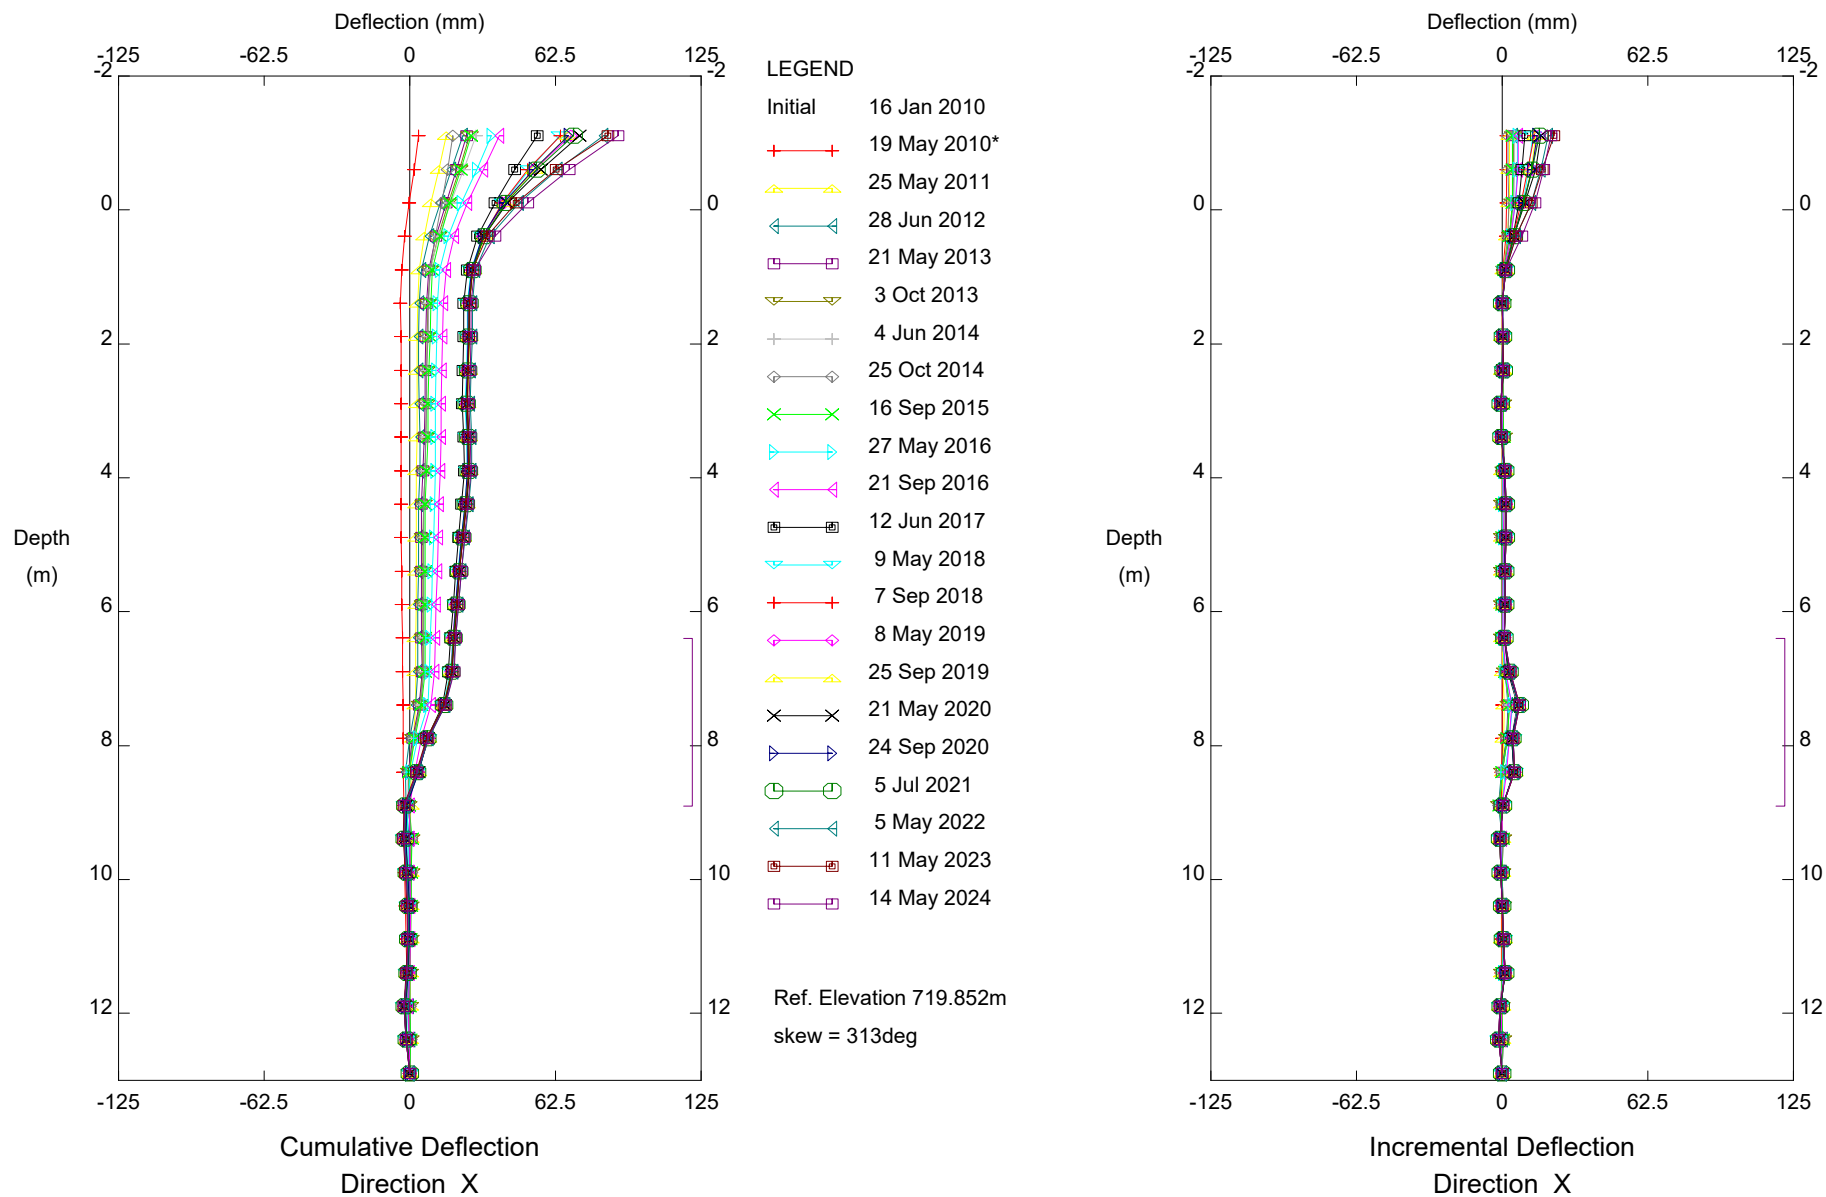 Deflection (mm)
-125 -62.5 0 62.5 125
-2 -2
0 0
2 2
4 4
6 6
8 8
10 10
12 12
Depth
(m)
-125 -62.5 0 62.5 125
Cumulative Deflection
Direction X
LEGEND
Initial 16 Jan 2010
19 May 2010*
25 May 2011
28 Jun 2012
21 May 2013
3 Oct 2013
4 Jun 2014
25 Oct 2014
16 Sep 2015
27 May 2016
21 Sep 2016
12 Jun 2017
9 May 2018
7 Sep 2018
8 May 2019
25 Sep 2019
21 May 2020
24 Sep 2020
5 Jul 2021
5 May 2022
11 May 2023
14 May 2024
Ref. Elevation 719.852m
skew = 313deg
Deflection (mm)
-125 -62.5 0 62.5 125
-2 -2
0 0
2 2
4 4
6 6
8 8
10 10
12 12
Depth
(m)
-125 -62.5 0 62.5 125
Incremental Deflection
Direction X